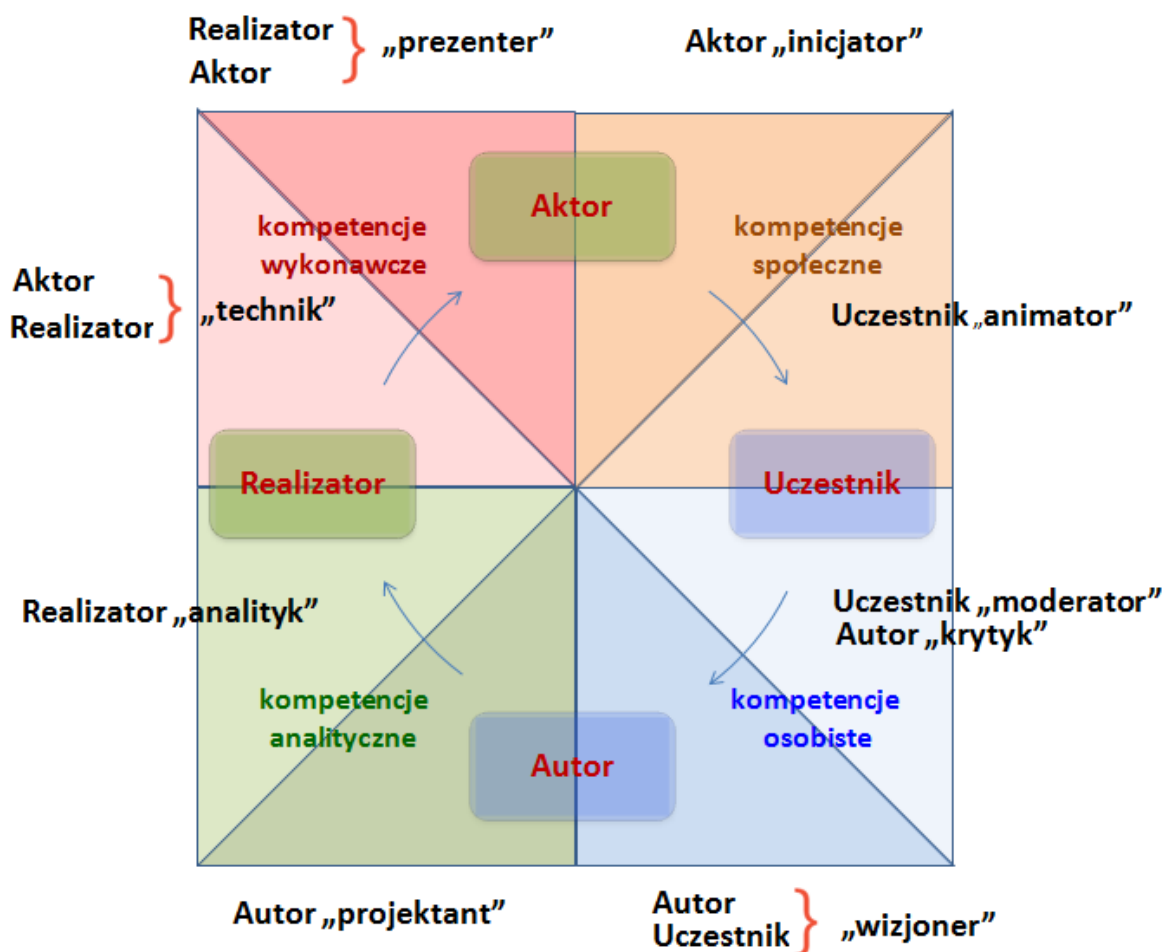 Realizator
Aktor
„prezenter”
Aktor „inicjator”
Aktor
kompetencje
wykonawcze
kompetencje
społeczne
Aktor
Realizator
„technik”
Uczestnik „animator”
Realizator
Uczestnik
Realizator „analityk”
Uczestnik „moderator”
Autor „krytyk”
kompetencje
analityczne
kompetencje
osobiste
Autor
Autor „projektant”
Autor
Uczestnik
„wizjoner”